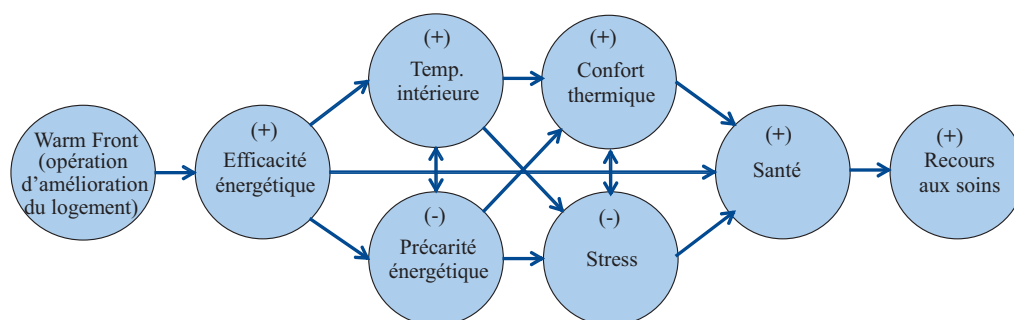 Warm Front
(opération
d’amélioration
du logement)
(+)
Efficacité
énergétique
(+)
Temp.
intérieure
(-)
Précarité
énergétique
(+)
Confort
thermique
(-)
Stress
(+)
Santé
(+)
Recours
aux soins